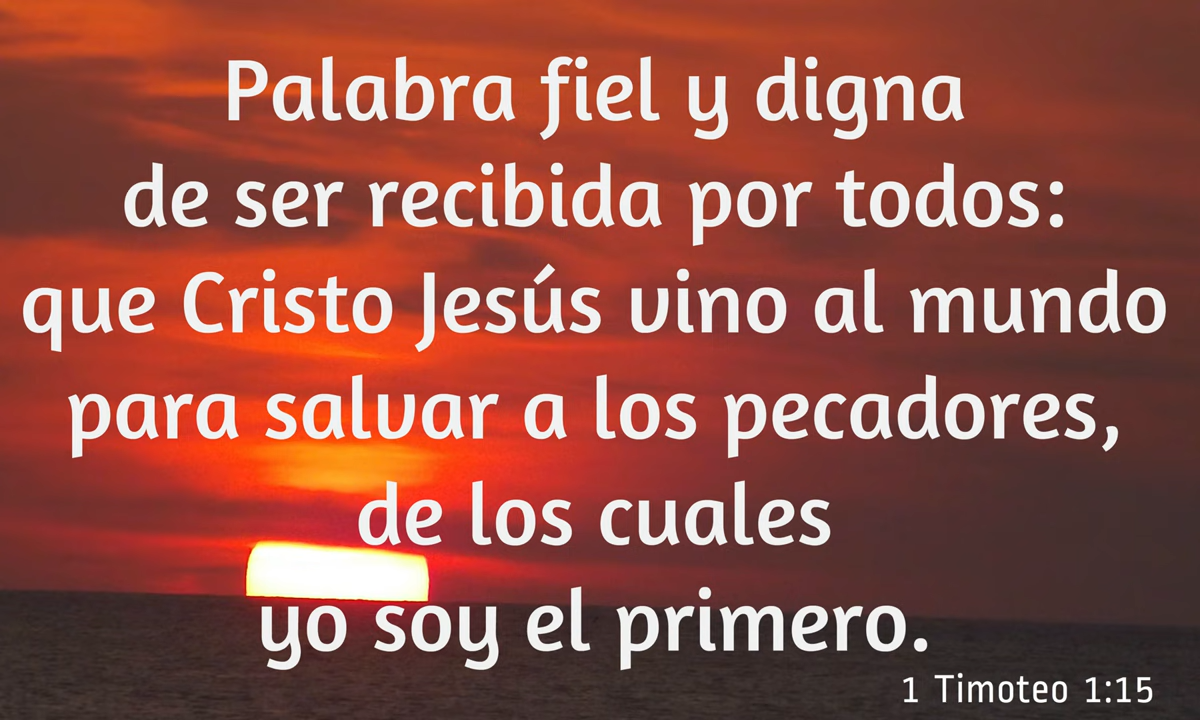 Palabra fiel y digna
de ser recibida por todos:
que Cristo Jesús vino al mundo
para salvar a los pecadores,
de los cuales
yo soy el primero.
1 Timoteo 1:15